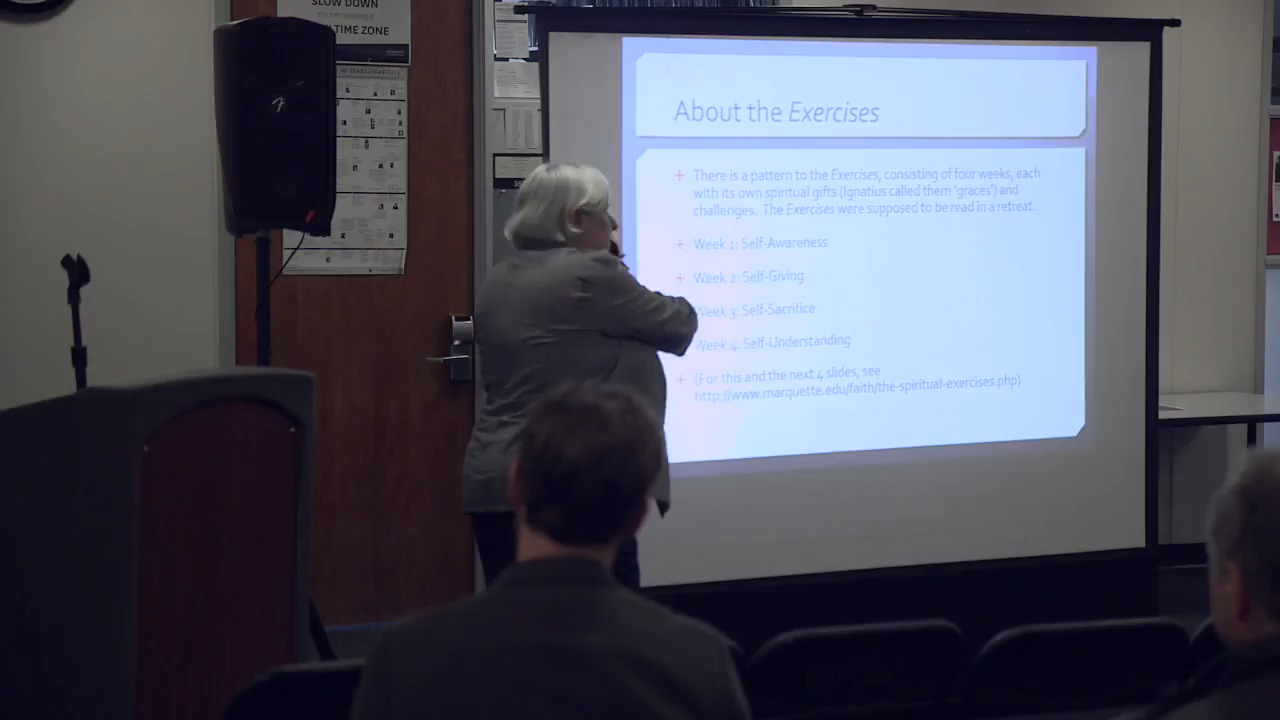 SLOW DOWN
TIME ZONE
About the Exercises
+ There is a pattern to the Exercises, consisting of four weeks, each
with its own spiritual gifts (Ignatius called them 'graces') and
challenges. The Exercises were supposed to be read in a retreat.
+ Week 1: Self-Awareness
+ Week 2: Self-Giving
Week 3: Self-Sacrifice
Week 4: Self-Understanding
+ (For this and the next 4 slides, see
http://www.marquette.edu/faith/the-spiritual-exercises.php)